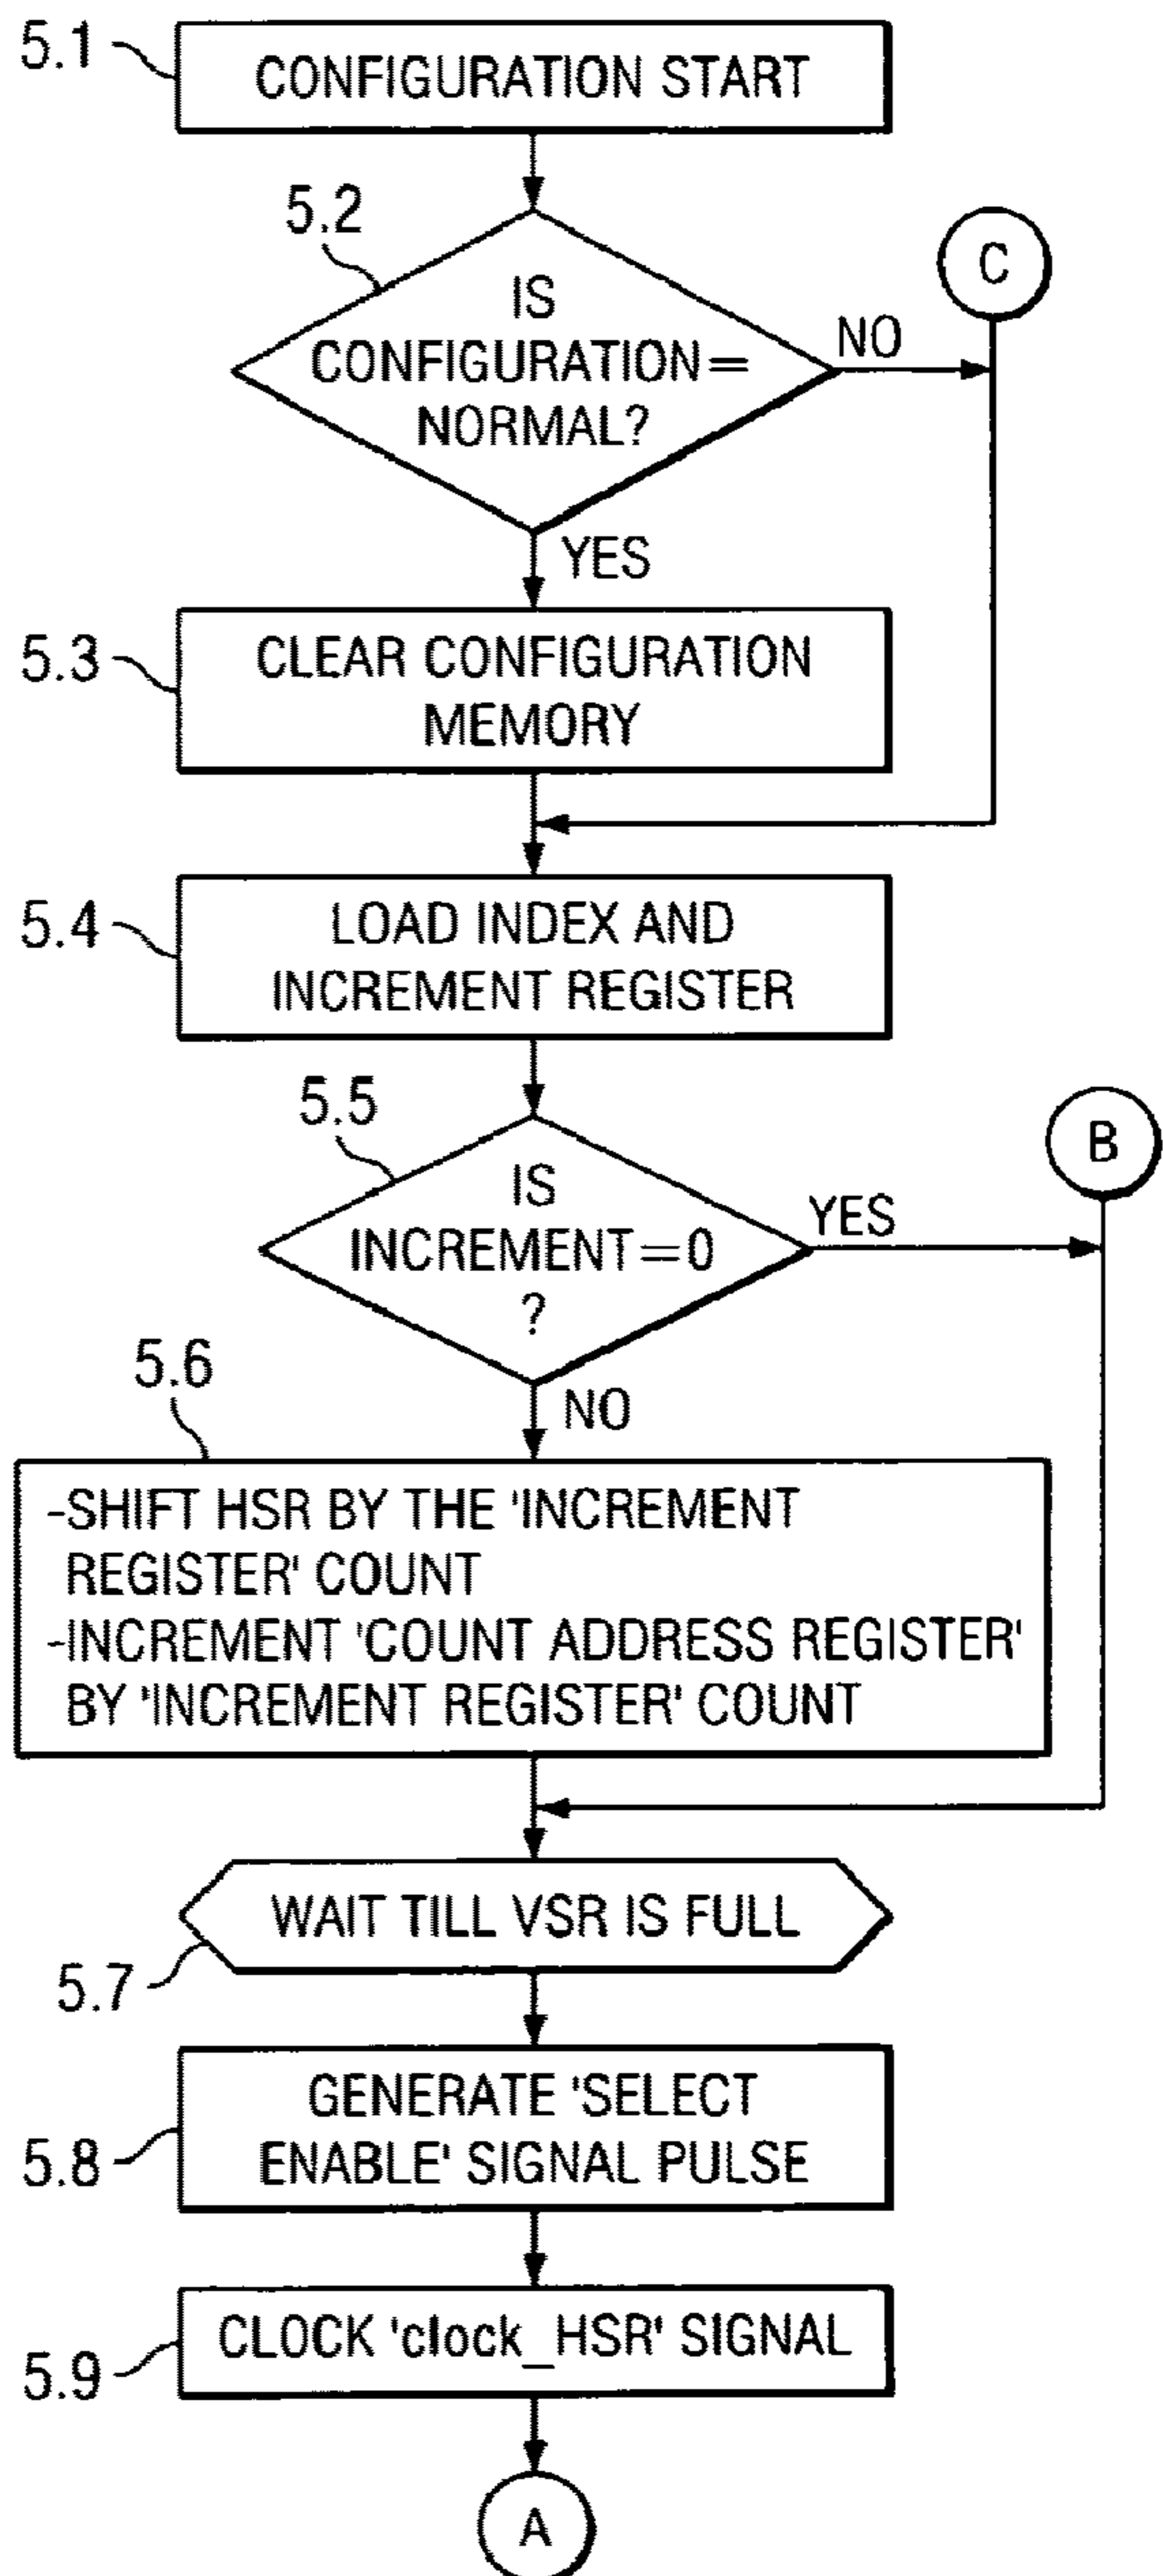 5.1
CONFIGURATION START
5.2
C
IS
CONFIGURATION=
NORMAL?
NO
YES
5.3
CLEAR CONFIGURATION
MEMORY
5.4
LOAD INDEX AND
INCREMENT REGISTER
5.5
B
IS
INCREMENT=0
?
YES
NO
5.6
-SHIFT HSR BY THE 'INCREMENT
REGISTER' COUNT
-INCREMENT 'COUNT ADDRESS REGISTER'
BY 'INCREMENT REGISTER' COUNT
WAIT TILL VSR IS FULL
5.7
GENERATE 'SELECT
ENABLE' SIGNAL PULSE
5.8
CLOCK 'clock_HSR' SIGNAL
5.9
A